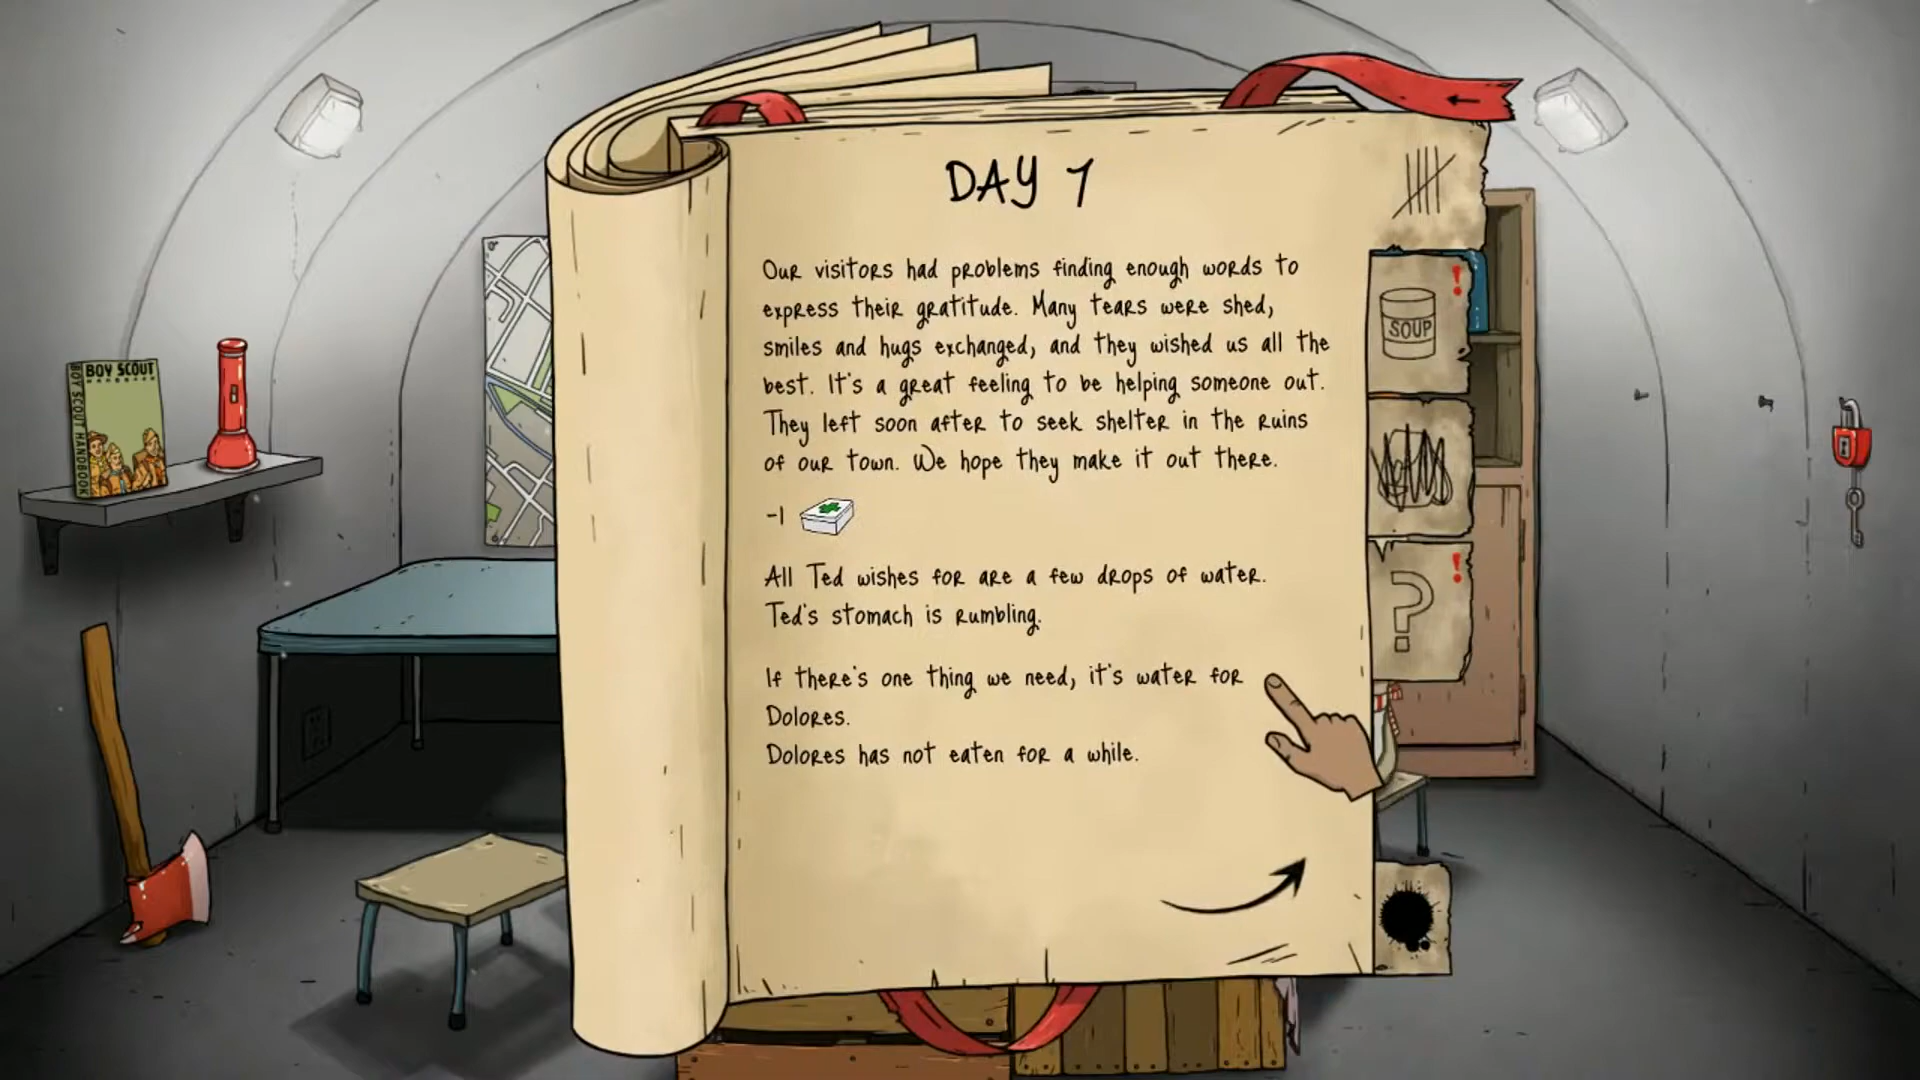 DAY 7
Our visitors had problems finding enough words to
express their gratitude. Many tears were shed,
smiles and hugs exchanged, and they wished us all the
best. It's a great feeling to be helping someone out.
They left soon after to seek shelter in the ruins
of our town. We hope they make it out there.
-1
All Ted wishes for are a few drops of water.
Ted's stomach is rumbling.
If there's one thing we need, it's water for
Dolores.
Dolores has not eaten for a while.
!
SOUP
!
?
BOY SCOUT
BOY SCOUT HANDBOOK